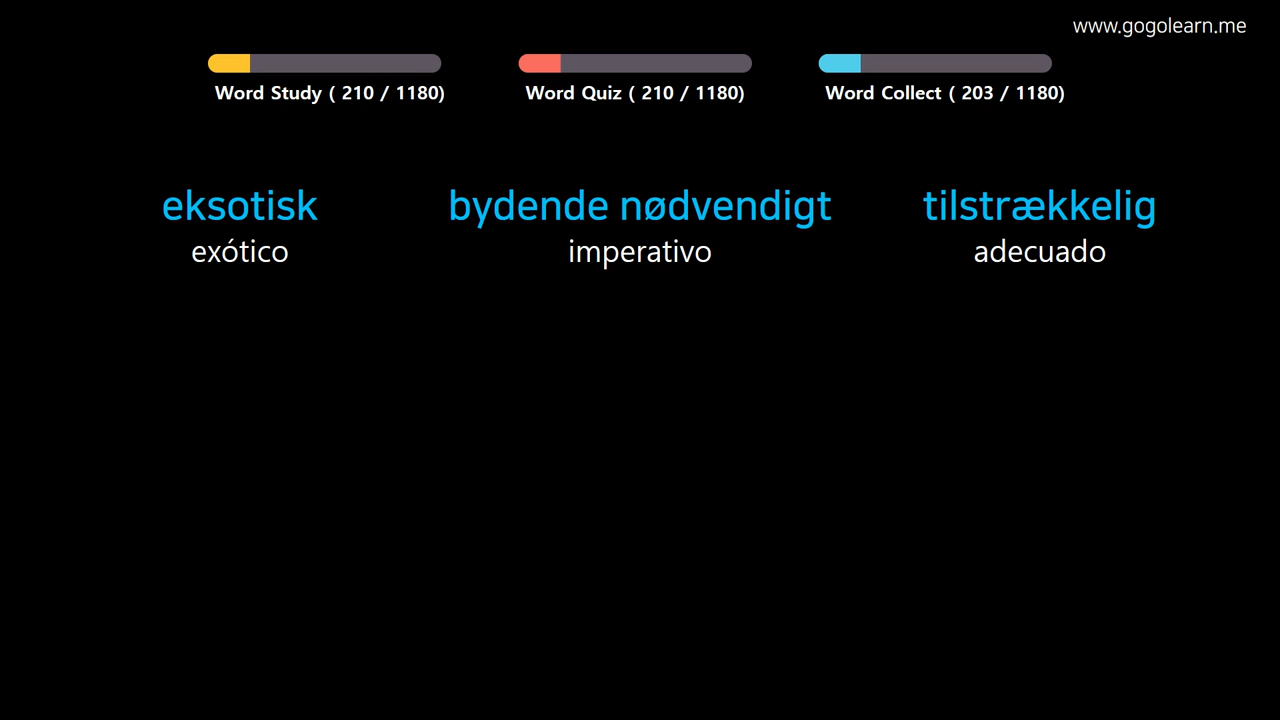 www.gogolearn.me
Word Study ( 210 / 1180)
Word Quiz ( 210 / 1180)
Word Collect ( 203 / 1180)
eksotisk
exótico
bydende nødvendigt
imperativo
tilstrækkelig
adecuado